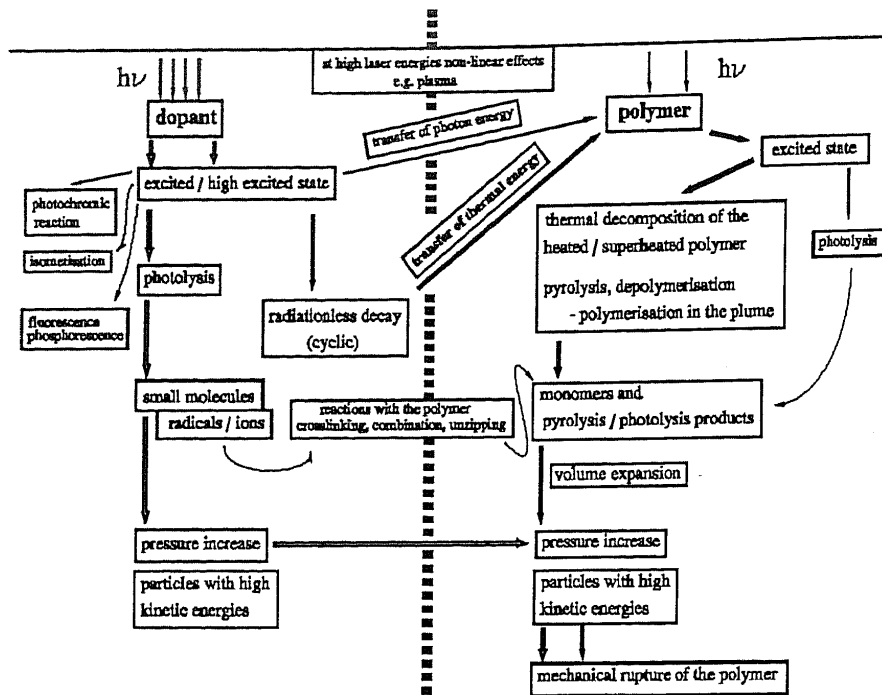 at high laser energies non-linear effects
e.g. plasma
hν
dopant
transfer of photon energy
polymer
hν
excited state
excited / high excited state
photochromic
reaction
isomerisation
photolysis
fluorescence
phosphorescence
radiationless decay
(cyclic)
transfer of thermal energy
thermal decomposition of the
heated / superheated polymer
pyrolysis, depolymerisation
- polymerisation in the plume
photolysis
small molecules
radicals / ions
reactions with the polymer
crosslinking, combination, unzipping
monomers and
pyrolysis / photolysis products
volume expansion
pressure increase
pressure increase
particles with high
kinetic energies
particles with high
kinetic energies
mechanical rupture of the polymer